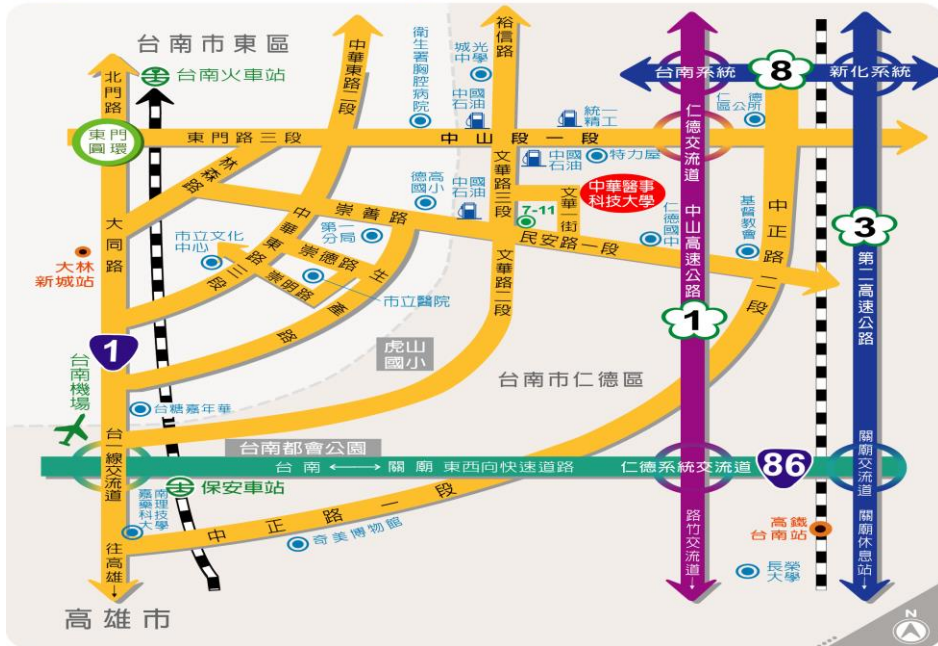 台南市東區
北門路
台南火車站
中華東路二段
衛生署胸腔病院
城光中學
裕信路
中國石油
統一精工
台南系統
8
新化系統
仁德區公所
東門圓環
東門路三段
中山段一段
仁德交流道
林森路
德高國小
中國石油
文華路三段
中國石油
特力屋
文華一街
中華醫事科技大學
7-11
崇善路
第一分局
民安路一段
仁德國中
基督教會
中正路二段
大同路
大林新城站
市立文化中心
中華東路三段
崇德路
崇明路
市立醫院
生產路
文華路二段
中山高速公路
1
3
第二高速公路
1
台南機場
虎山國小
台南市仁德區
台糖嘉年華
台南都會公園
台一線交流道
台南 ⟷ 關廟 東西向快速道路
仁德系統交流道
86
關廟交流道
保安車站
嘉南藥理科技大學
中正路一段
奇美博物館
路竹交流道↓
高鐵台南站
關廟休息站↓
長榮大學
往高雄↓
高雄市
N